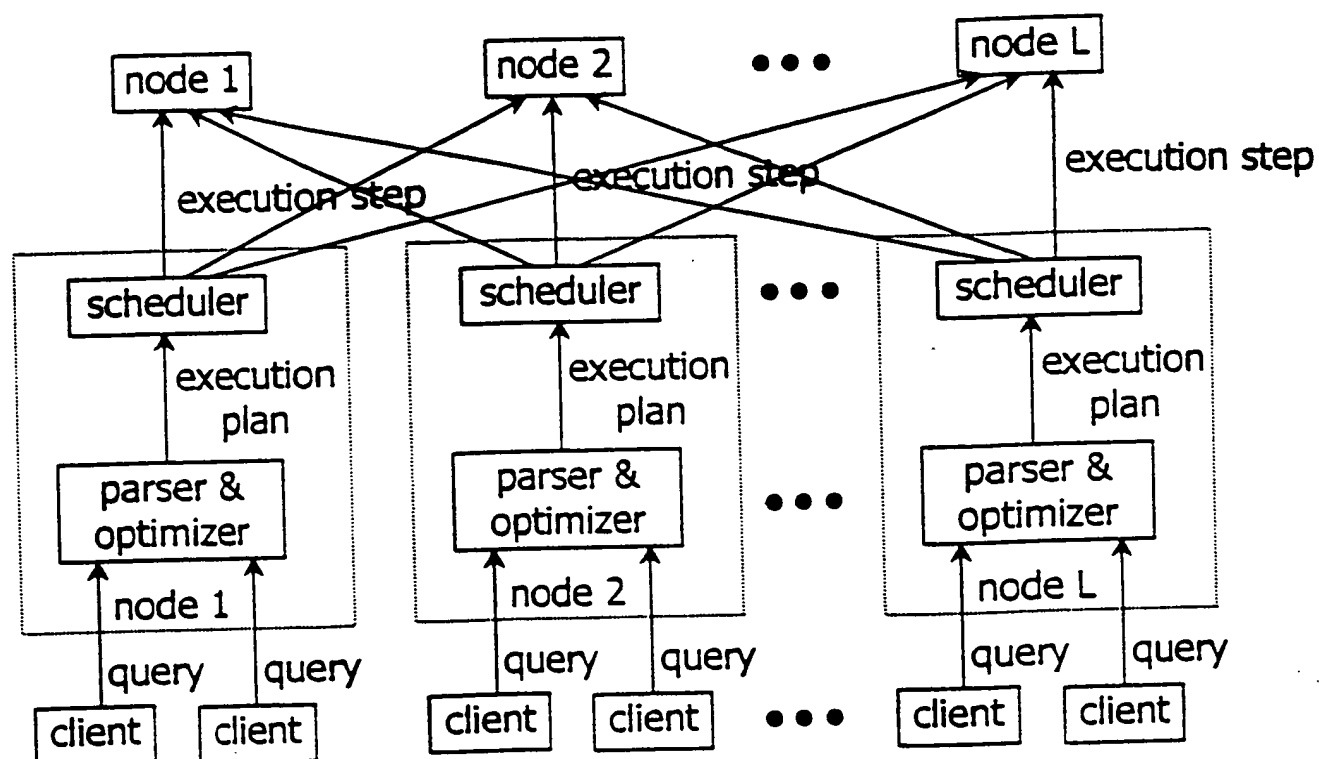 node 1
node 2
node L
execution step
execution step
execution step
scheduler
scheduler
scheduler
execution
plan
execution
plan
execution
plan
parser &
optimizer
parser &
optimizer
parser &
optimizer
node 1
node 2
node L
query
query
query
query
query
query
client
client
client
client
client
client